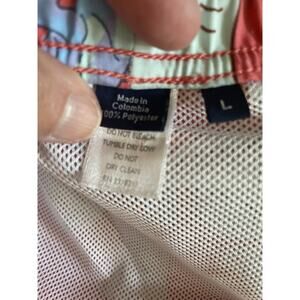 Made in
Colombia
100% Polyester
L
DO NOT BLEACH
TUMBLE DRY LOW
DO NOT
DRY CLEAN